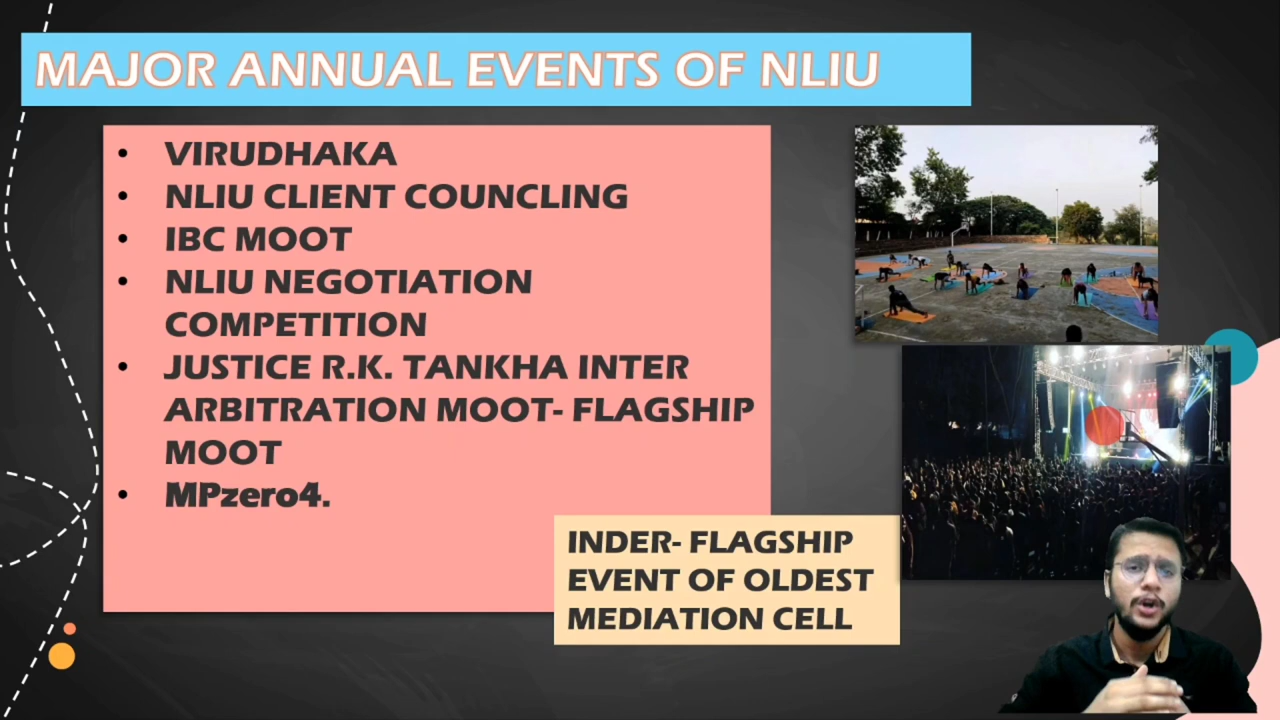 MAJOR ANNUAL EVENTS OF NLIU
• VIRUDHAKA
• NLIU CLIENT COUNCLING
• IBC MOOT
• NLIU NEGOTIATION
COMPETITION
• JUSTICE R.K. TANKHA INTER
ARBITRATION MOOT- FLAGSHIP
MOOT
• MPzero4.
INDER- FLAGSHIP
EVENT OF OLDEST
MEDIATION CELL